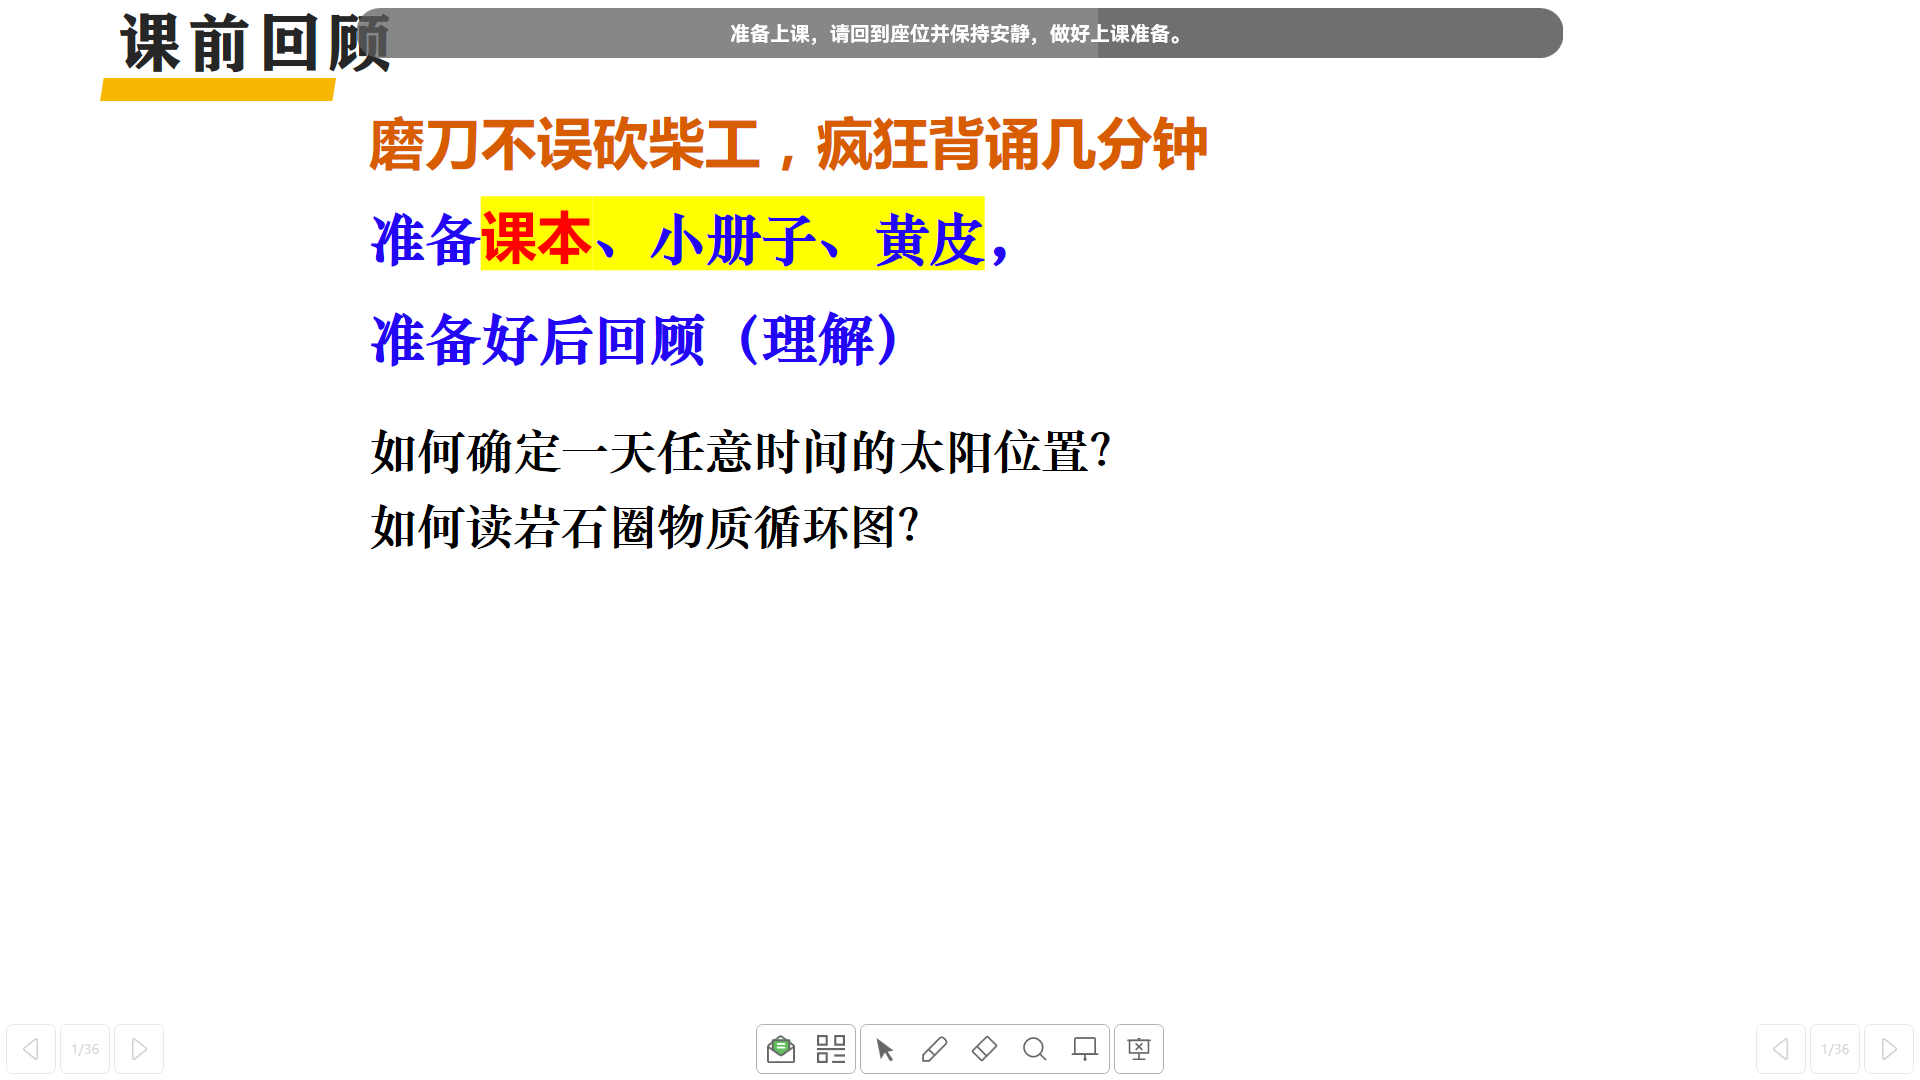 课前回顾
准备上课，请回到座位并保持安静，做好上课准备。
磨刀不误砍柴工，疯狂背诵几分钟
准备课本、小册子、黄皮，
准备好后回顾（理解）
如何确定一天任意时间的太阳位置？
如何读岩石圈物质循环图？
1/36
1/36